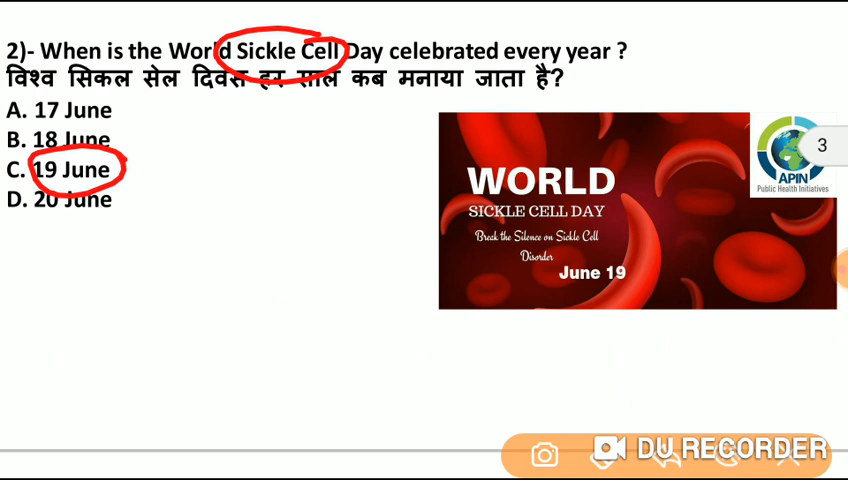 2)- When is the World Sickle Cell Day celebrated every year ?
विश्व सिकल सेल दिवस हर साल कब मनाया जाता है?
A. 17 June
B. 18 June
C. 19 June
D. 20 June
WORLD
SICKLE CELL DAY
Break the Silence on Sickle Cell
Disorder
June 19
APIN
Public Health Initiatives
3
DU RECORDER